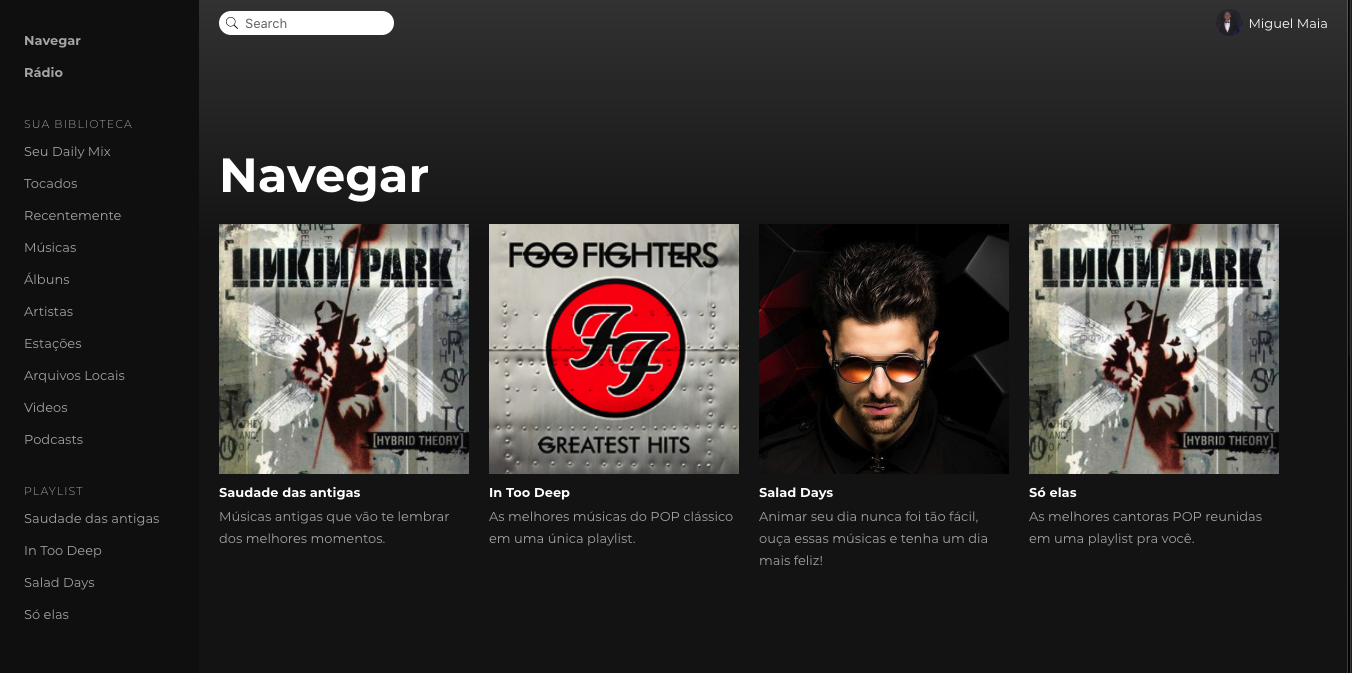 Navegar
Rádio
SUA BIBLIOTECA
Seu Daily Mix
Tocados
Recentemente
Músicas
Álbuns
Artistas
Estações
Arquivos Locais
Videos
Podcasts
PLAYLIST
Saudade das antigas
In Too Deep
Salad Days
Só elas
Search
Miguel Maia
Navegar
LINKIN PARK
[HYBRID THEORY]
Saudade das antigas
Músicas antigas que vão te lembrar
dos melhores momentos.
FOO FIGHTERS
FF
GREATEST HITS
In Too Deep
As melhores músicas do POP clássico
em uma única playlist.
Salad Days
Animar seu dia nunca foi tão fácil,
ouça essas músicas e tenha um dia
mais feliz!
LINKIN PARK
[HYBRID THEORY]
Só elas
As melhores cantoras POP reunidas
em uma playlist pra você.